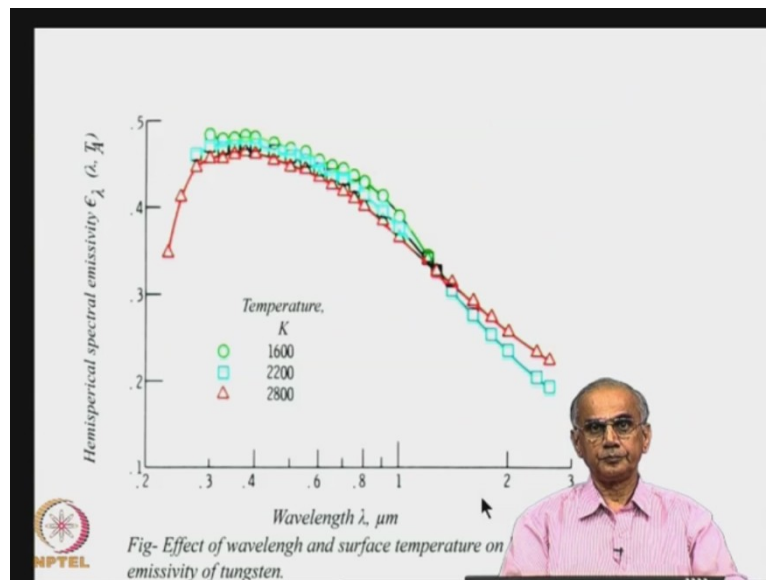 Hemisperical spectral emissivity ϵλ (λ, TA)
.5
.4
.3
.2
.1
Temperature,
K
1600
2200
2800
.2 .3 .4 .6 .8 1 2 3
Wavelength λ, μm
Fig- Effect of wavelengh and surface temperature on
emissivity of tungsten.
NPTEL